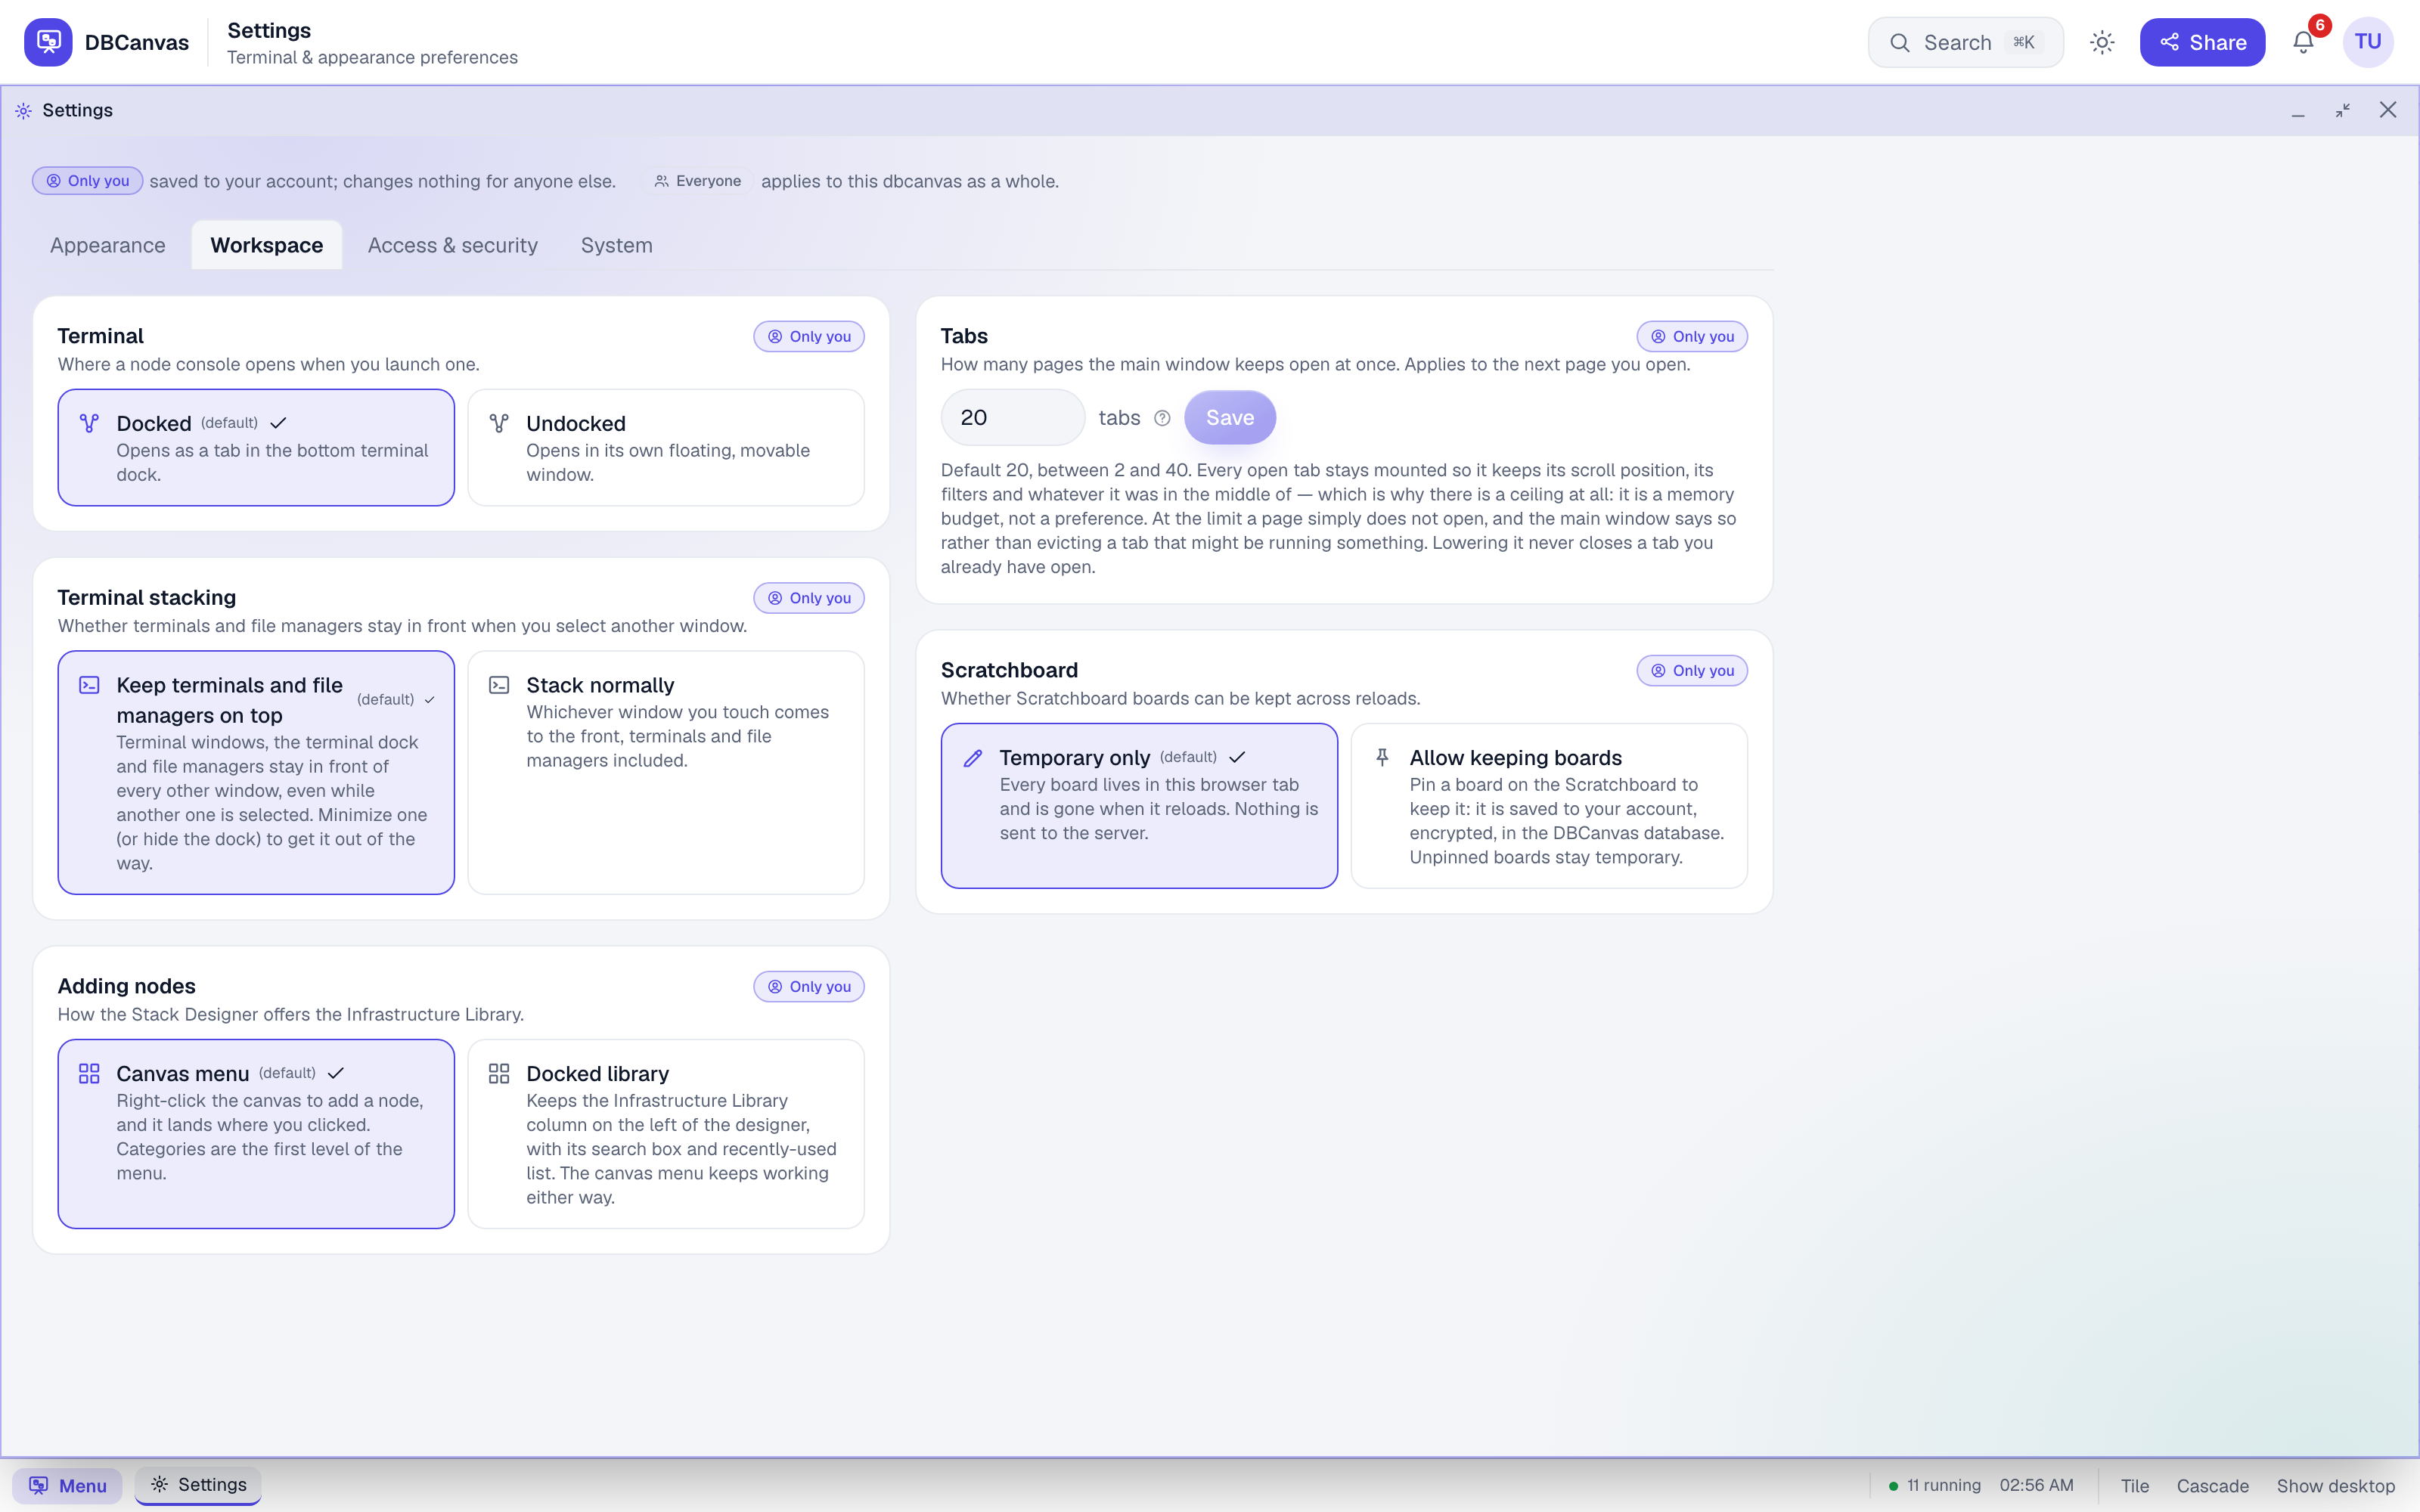 DBCanvas
Settings
Terminal & appearance preferences
Search ⌘K
Share
6
TU
Settings
Only you saved to your account; changes nothing for anyone else. Everyone applies to this dbcanvas as a whole.
Appearance Workspace Access & security System
Terminal
Only you
Where a node console opens when you launch one.
Docked (default)
Opens as a tab in the bottom terminal
dock.
Undocked
Opens in its own floating, movable
window.
Terminal stacking
Only you
Whether terminals and file managers stay in front when you select another window.
Keep terminals and file
managers on top
(default)
Terminal windows, the terminal dock
and file managers stay in front of
every other window, even while
another one is selected. Minimize one
(or hide the dock) to get it out of the
way.
Stack normally
Whichever window you touch comes
to the front, terminals and file
managers included.
Adding nodes
Only you
How the Stack Designer offers the Infrastructure Library.
Canvas menu (default)
Right-click the canvas to add a node,
and it lands where you clicked.
Categories are the first level of the
menu.
Docked library
Keeps the Infrastructure Library
column on the left of the designer,
with its search box and recently-used
list. The canvas menu keeps working
either way.
Tabs
Only you
How many pages the main window keeps open at once. Applies to the next page you open.
20 tabs Save
Default 20, between 2 and 40. Every open tab stays mounted so it keeps its scroll position, its
filters and whatever it was in the middle of — which is why there is a ceiling at all: it is a memory
budget, not a preference. At the limit a page simply does not open, and the main window says so
rather than evicting a tab that might be running something. Lowering it never closes a tab you
already have open.
Scratchboard
Only you
Whether Scratchboard boards can be kept across reloads.
Temporary only (default)
Every board lives in this browser tab
and is gone when it reloads. Nothing is
sent to the server.
Allow keeping boards
Pin a board on the Scratchboard to
keep it: it is saved to your account,
encrypted, in the DBCanvas database.
Unpinned boards stay temporary.
Menu
Settings
11 running
02:56 AM
Tile
Cascade
Show desktop